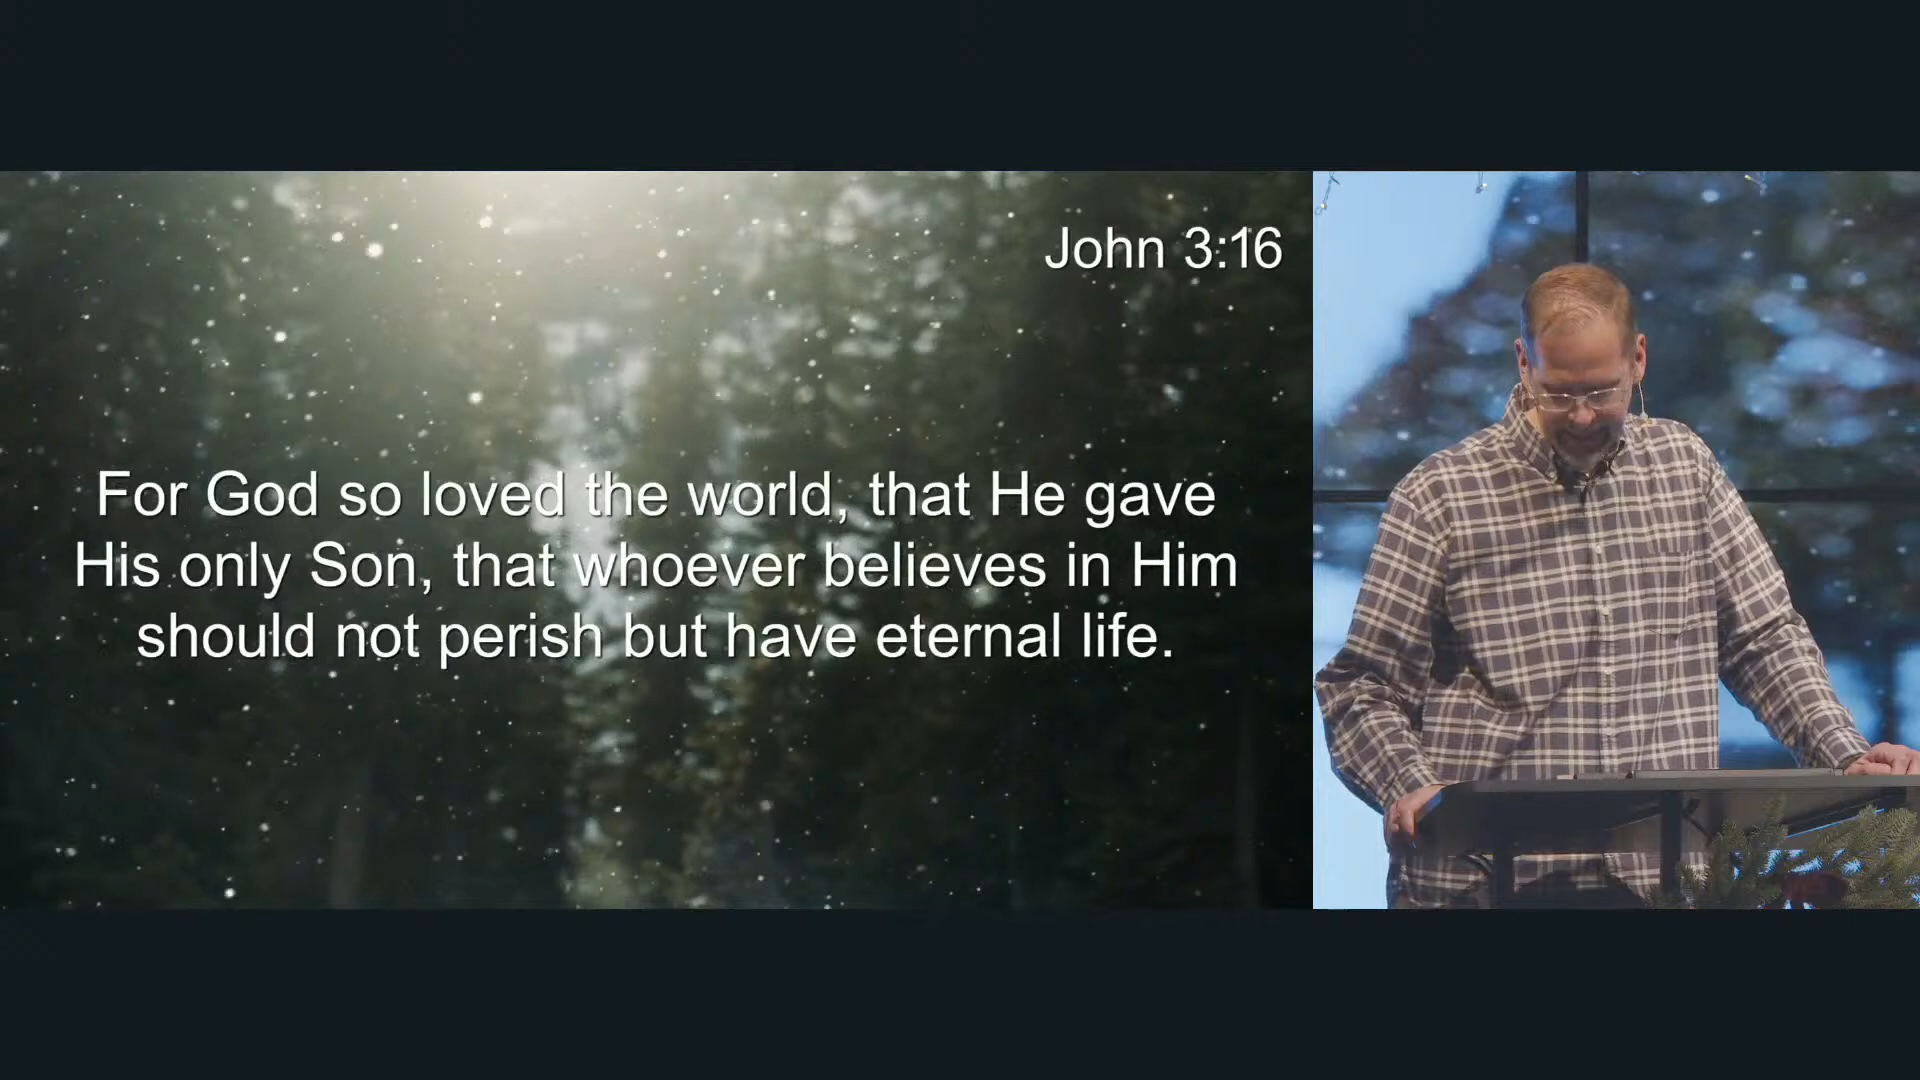 John 3:16
For God so loved the world, that He gave
His only Son, that whoever believes in Him
should not perish but have eternal life.